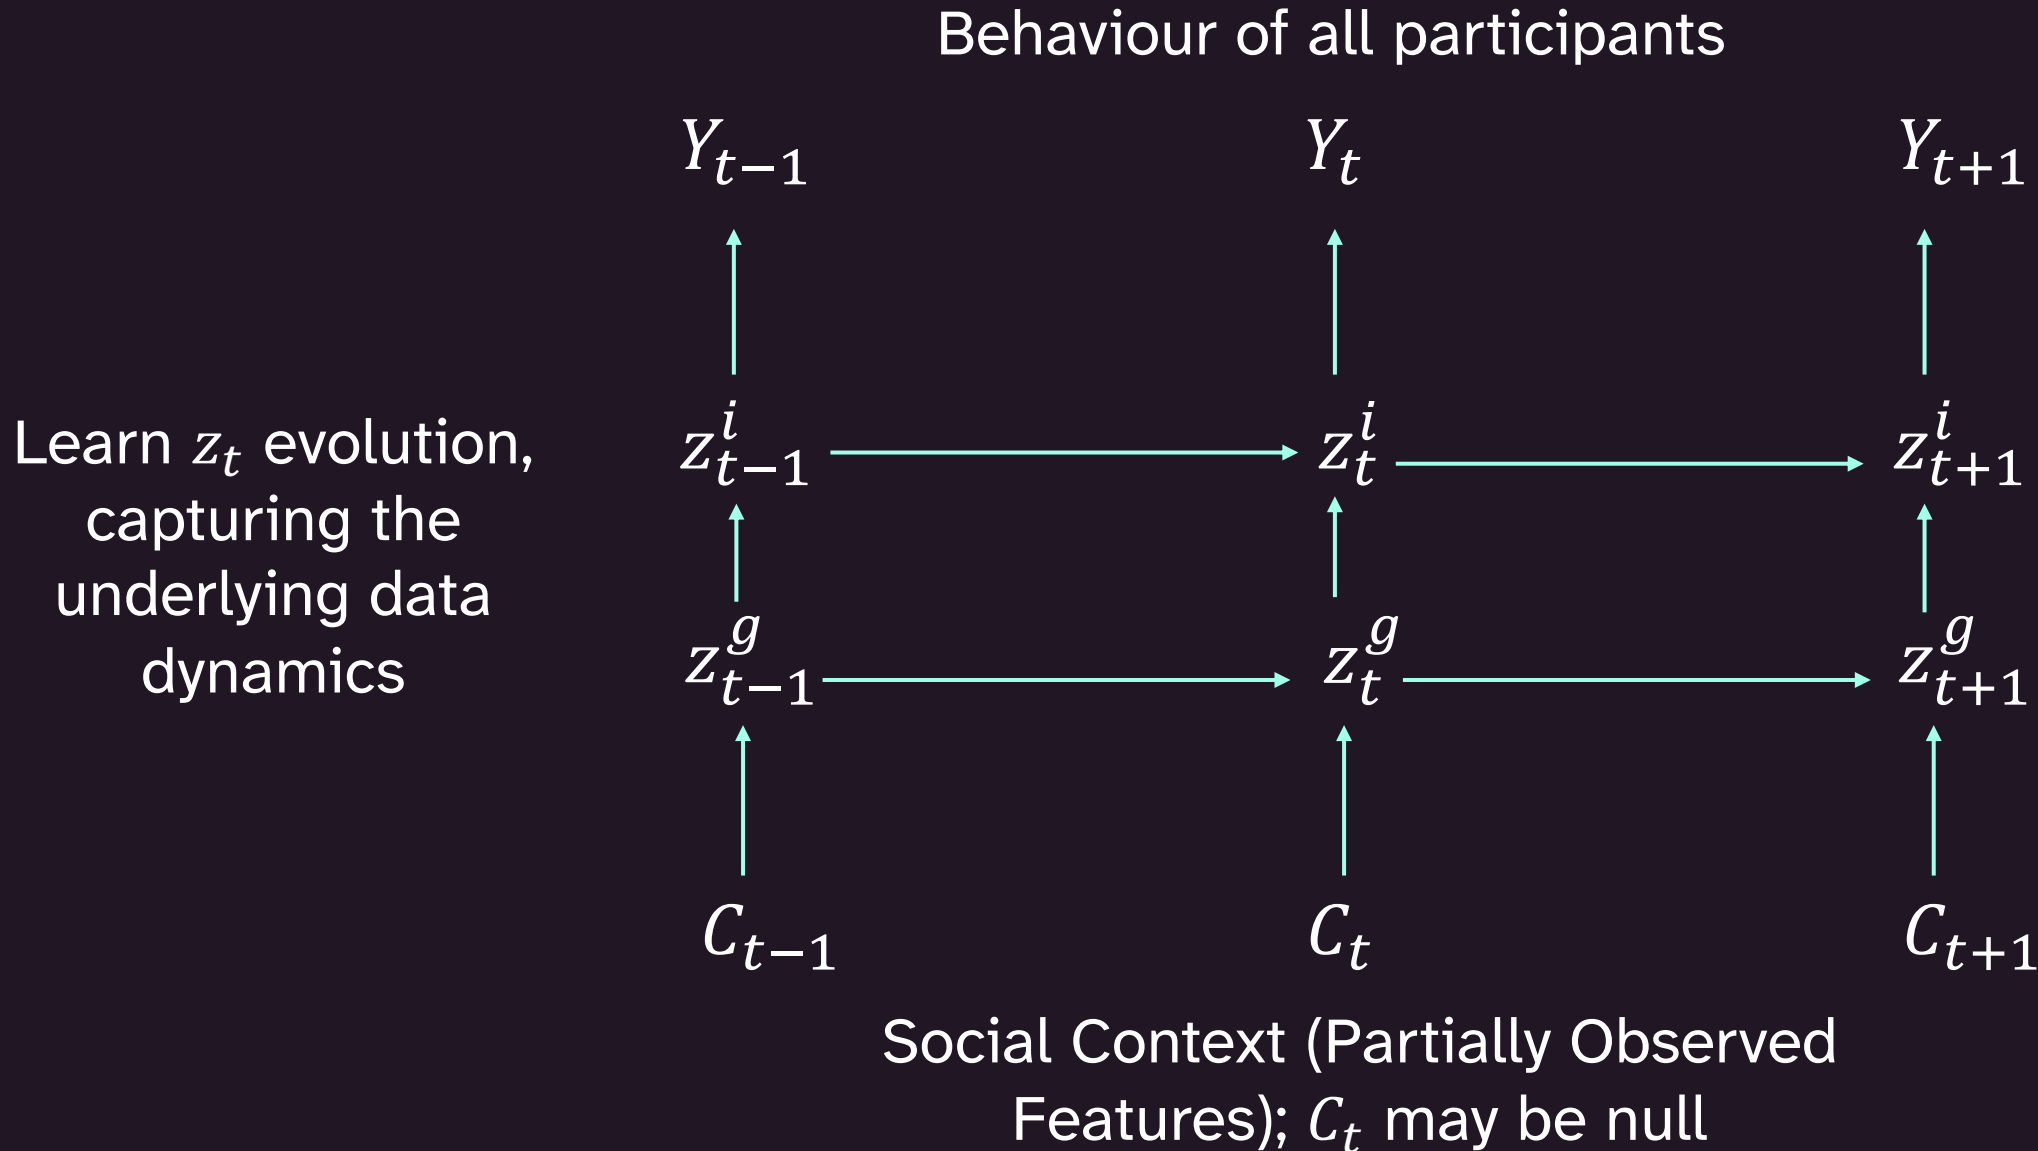 Behaviour of all participants
Y_{t−1} Y_t Y_{t+1}
Learn z_t evolution,
capturing the
underlying data
dynamics
z^i_{t−1} z^i_t z^i_{t+1}
z^g_{t−1} z^g_t z^g_{t+1}
C_{t−1} C_t C_{t+1}
Social Context (Partially Observed
Features); C_t may be null